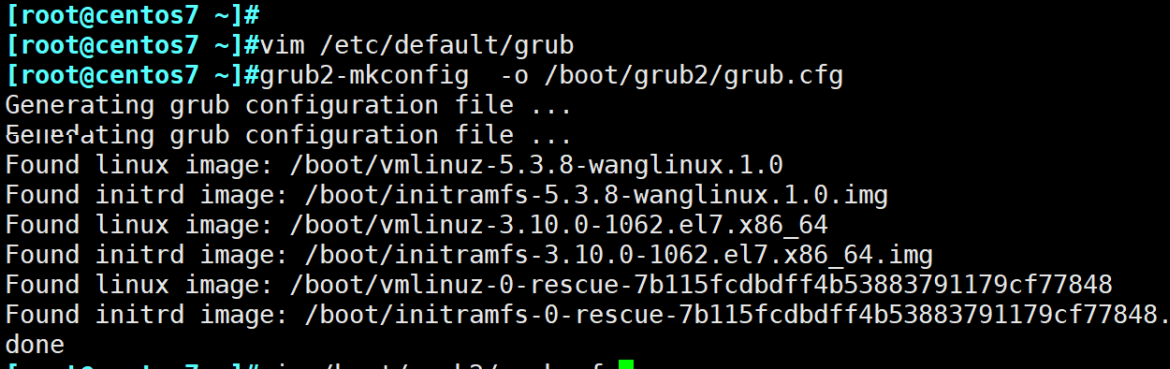 [root@centos7 ~]#
[root@centos7 ~]#vim /etc/default/grub
[root@centos7 ~]#grub2-mkconfig  -o /boot/grub2/grub.cfg
Generating grub configuration file ...
Generating grub configuration file ...
Found linux image: /boot/vmlinuz-5.3.8-wanglinux.1.0
Found initrd image: /boot/initramfs-5.3.8-wanglinux.1.0.img
Found linux image: /boot/vmlinuz-3.10.0-1062.el7.x86_64
Found initrd image: /boot/initramfs-3.10.0-1062.el7.x86_64.img
Found linux image: /boot/vmlinuz-0-rescue-7b115fcdbdff4b53883791179cf77848
Found initrd image: /boot/initramfs-0-rescue-7b115fcdbdff4b53883791179cf77848.
done
[root@centos7 ~]#